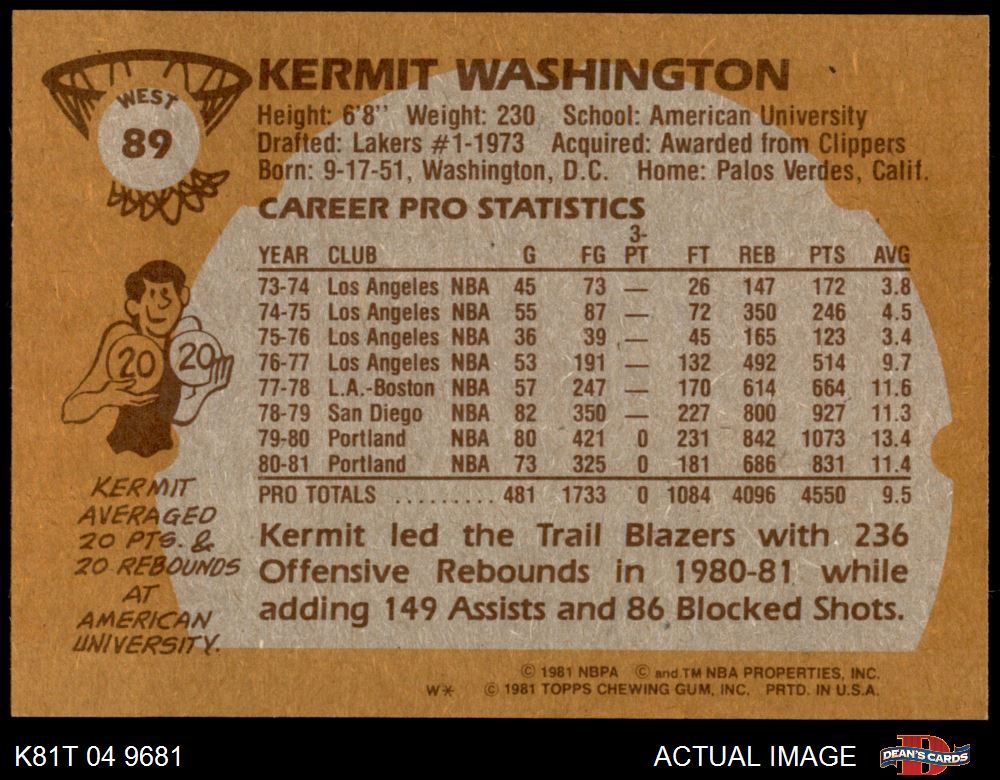 WEST
89
KERMIT WASHINGTON
Height: 6'8'' Weight: 230 School: American University
Drafted: Lakers #1-1973 Acquired: Awarded from Clippers
Born: 9-17-51, Washington, D.C. Home: Palos Verdes, Calif.
CAREER PRO STATISTICS
YEAR CLUB G FG 3-PT FT REB PTS AVG
73-74 Los Angeles NBA 45 73 — 26 147 172 3.8
74-75 Los Angeles NBA 55 87 — 72 350 246 4.5
75-76 Los Angeles NBA 36 39 — 45 165 123 3.4
76-77 Los Angeles NBA 53 191 — 132 492 514 9.7
77-78 L.A.-Boston NBA 57 247 — 170 614 664 11.6
78-79 San Diego NBA 82 350 — 227 800 927 11.3
79-80 Portland NBA 80 421 0 231 842 1073 13.4
80-81 Portland NBA 73 325 0 181 686 831 11.4
PRO TOTALS ......... 481 1733 0 1084 4096 4550 9.5
20 20
KERMIT
AVERAGED
20 PTS. &
20 REBOUNDS
AT
AMERICAN
UNIVERSITY.
Kermit led the Trail Blazers with 236
Offensive Rebounds in 1980-81 while
adding 149 Assists and 86 Blocked Shots.
© 1981 NBPA © and TM NBA PROPERTIES, INC.
W* © 1981 TOPPS CHEWING GUM, INC. PRTD. IN U.S.A.
K81T 04 9681 ACTUAL IMAGE DEAN'S CARDS